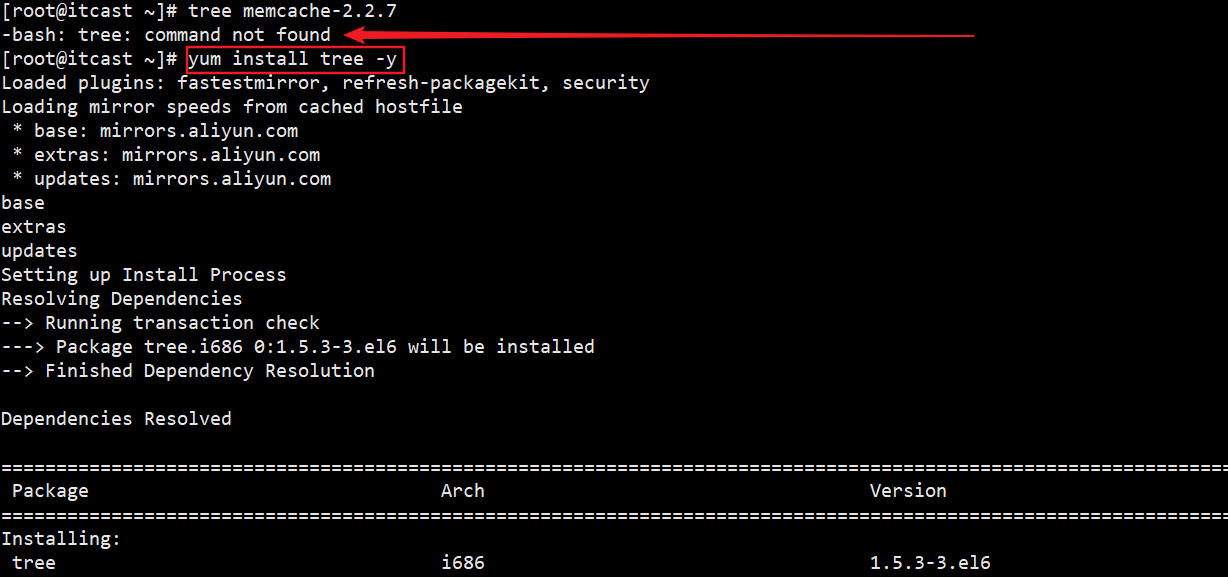 [root@itcast ~]# tree memcache-2.2.7
-bash: tree: command not found
[root@itcast ~]# yum install tree -y
Loaded plugins: fastestmirror, refresh-packagekit, security
Loading mirror speeds from cached hostfile
 * base: mirrors.aliyun.com
 * extras: mirrors.aliyun.com
 * updates: mirrors.aliyun.com
base
extras
updates
Setting up Install Process
Resolving Dependencies
--> Running transaction check
---> Package tree.i686 0:1.5.3-3.el6 will be installed
--> Finished Dependency Resolution
Dependencies Resolved
================================================================================================================
 Package                                Arch                                   Version
================================================================================================================
Installing:
 tree                                   i686                                   1.5.3-3.el6